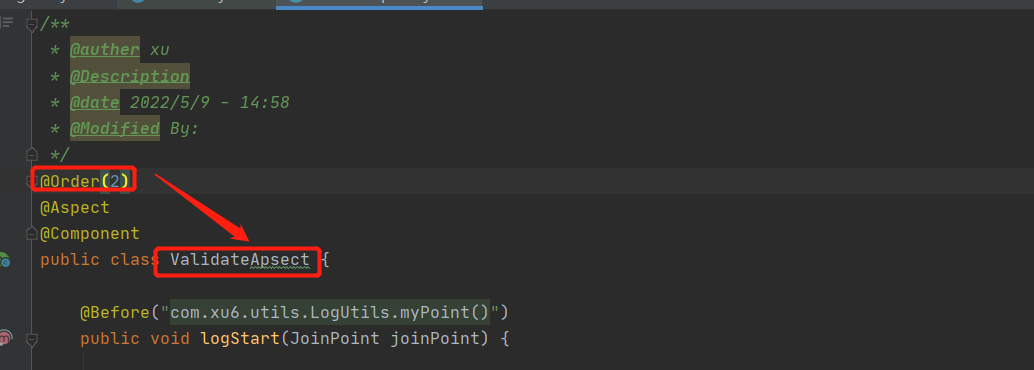 /**
* @auther xu
* @Description
* @date 2022/5/9 - 14:58
* @Modified By:
*/
@Order(2)
@Aspect
@Component
public class ValidateApsect {
@Before("com.xu6.utils.LogUtils.myPoint()")
public void logStart(JoinPoint joinPoint) {